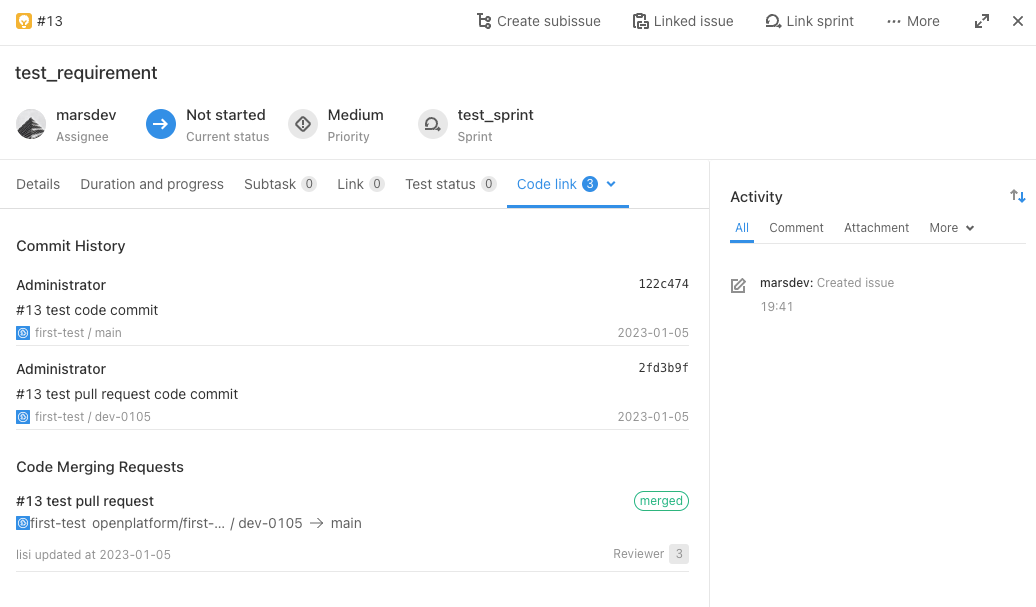 #13 Create subissue Linked issue Link sprint More
test_requirement
marsdev Not started Medium test_sprint
Assignee Current status Priority Sprint
Details Duration and progress Subtask 0 Link 0 Test status 0 Code link 3
Commit History
Administrator 122c474
#13 test code commit
first-test / main 2023-01-05
Administrator 2fd3b9f
#13 test pull request code commit
first-test / dev-0105 2023-01-05
Code Merging Requests
#13 test pull request merged
first-test openplatform/first-... / dev-0105 → main
lisi updated at 2023-01-05 Reviewer 3
Activity
All Comment Attachment More
marsdev: Created issue
19:41